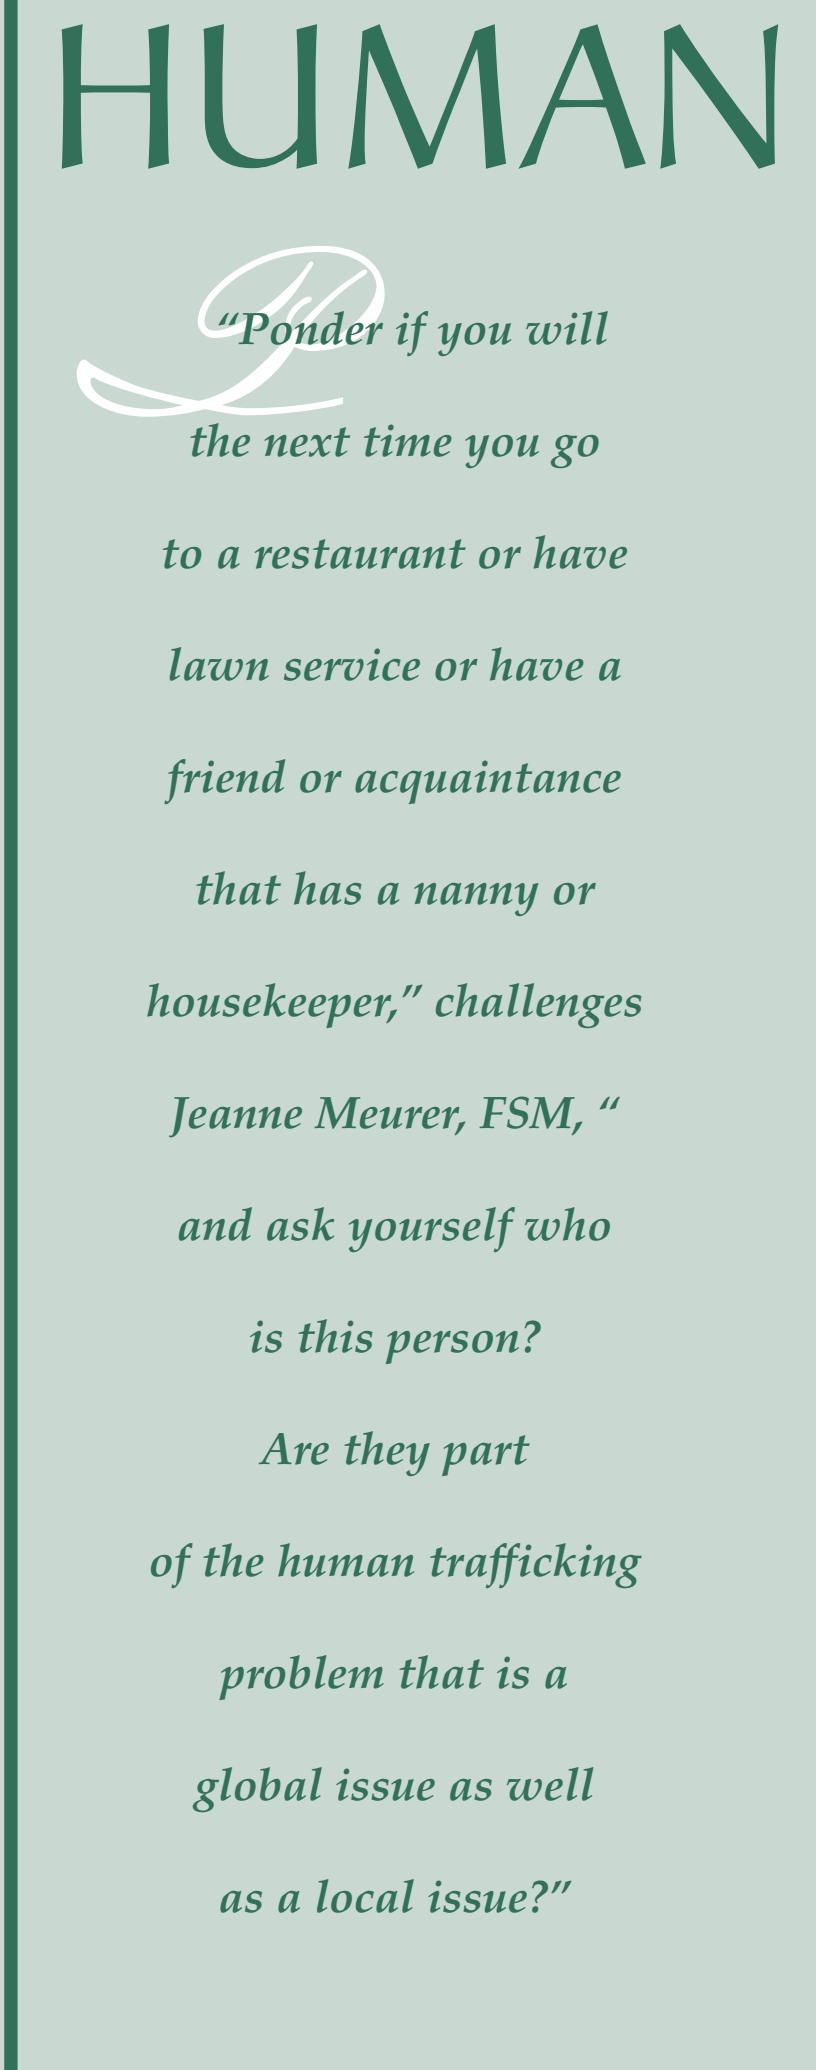 HUMAN
“Ponder if you will
the next time you go
to a restaurant or have
lawn service or have a
friend or acquaintance
that has a nanny or
housekeeper,” challenges
Jeanne Meurer, FSM, “
and ask yourself who
is this person?
Are they part
of the human trafficking
problem that is a
global issue as well
as a local issue?”